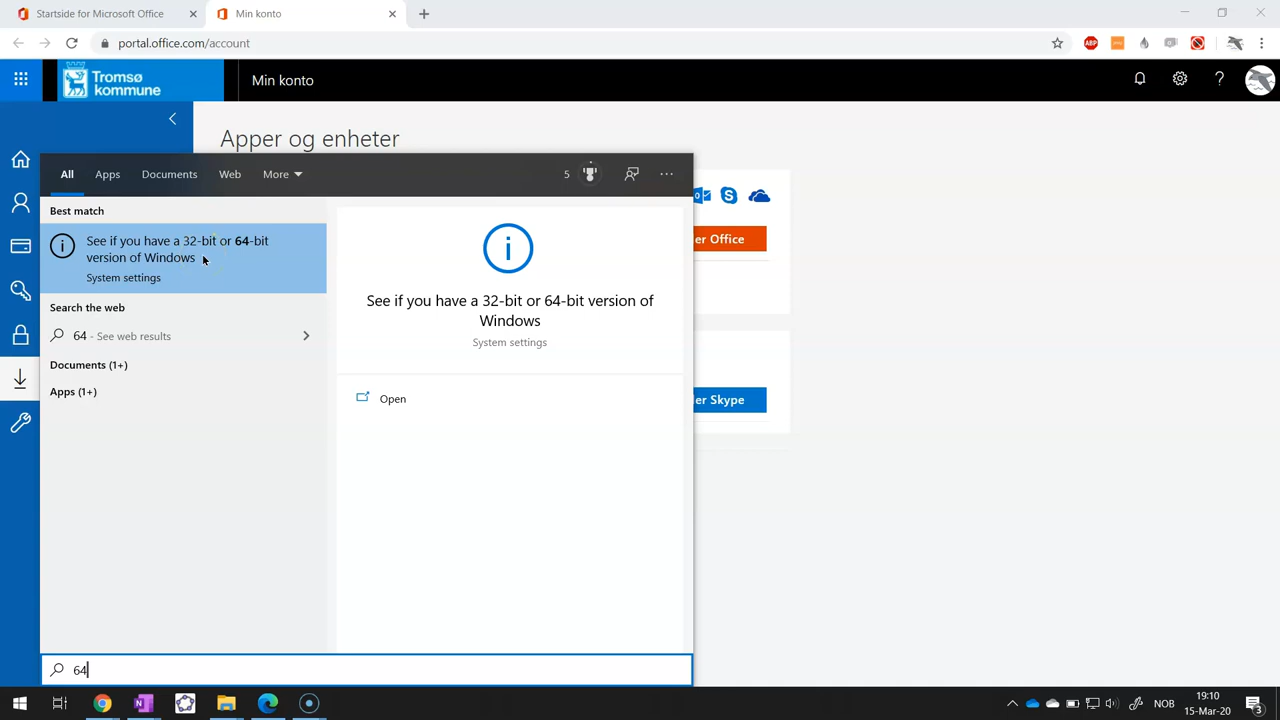 Startside for Microsoft Office
Min konto
portal.office.com/account
ABP
Tromsø
kommune
Min konto
Apper og enheter
All
Apps
Documents
Web
More
5
Best match
See if you have a 32-bit or 64-bit
version of Windows
System settings
Search the web
64 - See web results
Documents (1+)
Apps (1+)
See if you have a 32-bit or 64-bit version of
Windows
System settings
Open
er Office
er Skype
64
NOB
19:10
15-Mar-20
3